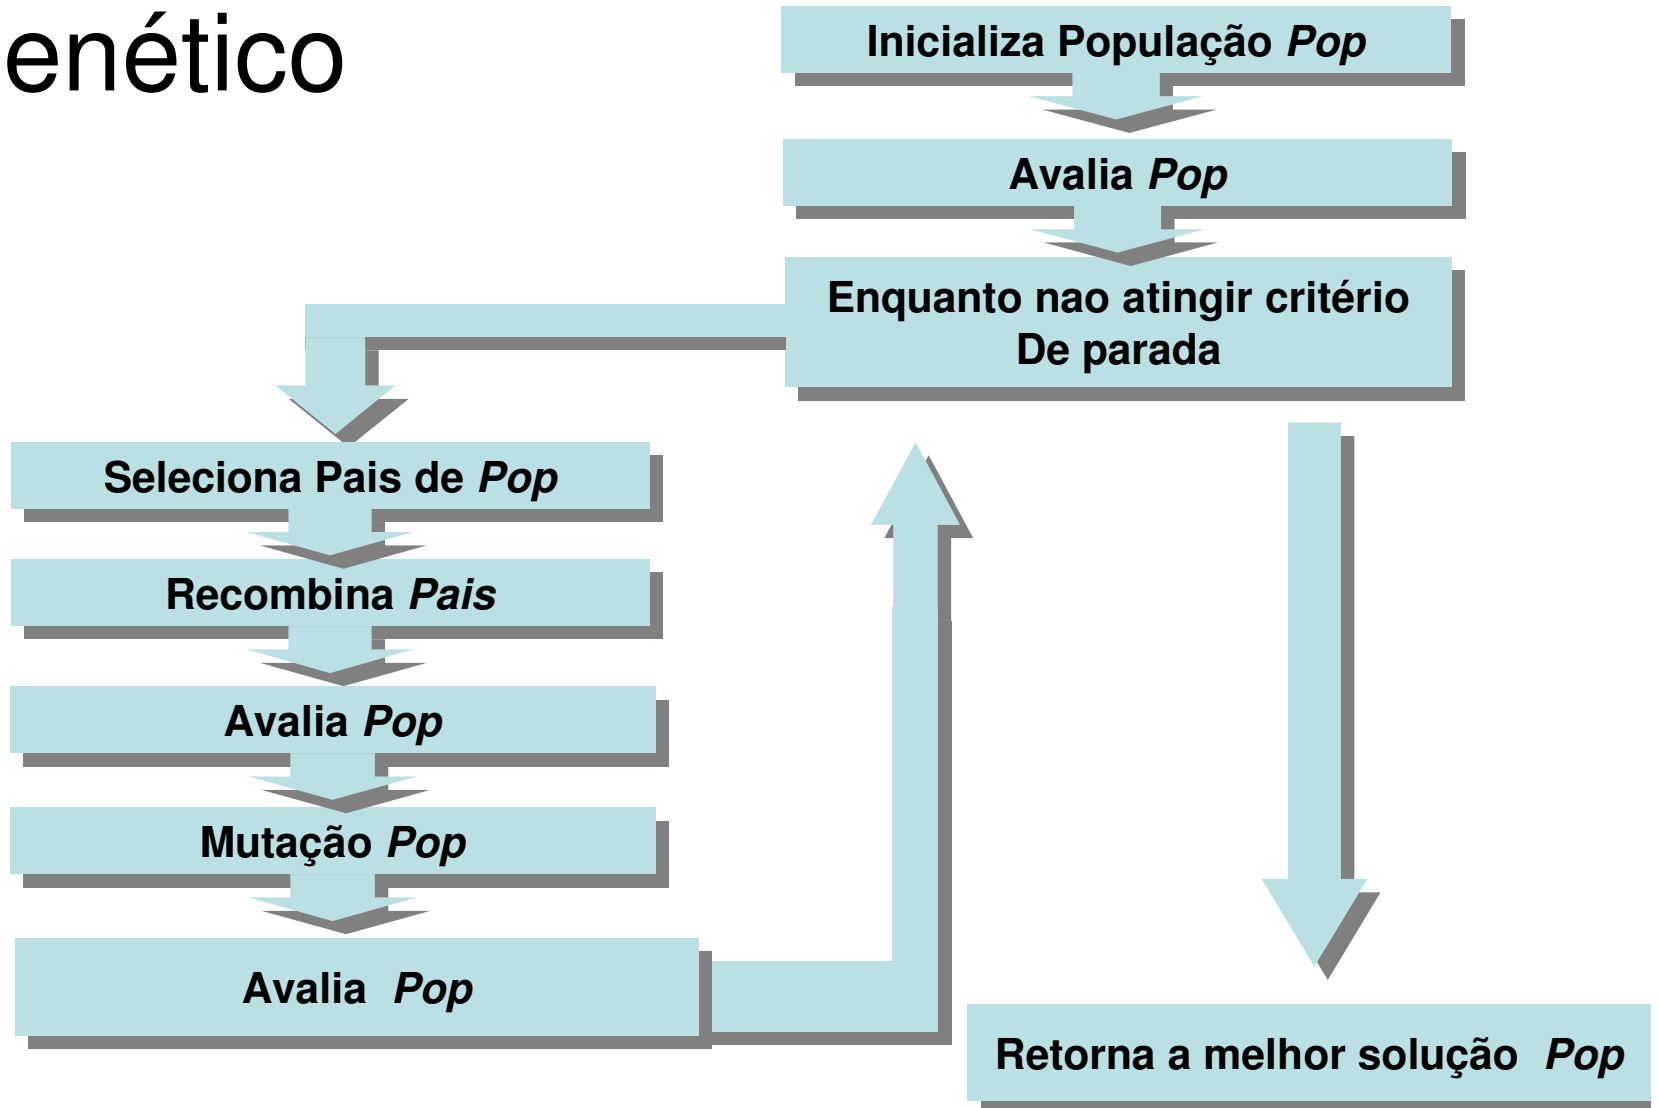 enético
Inicializa População Pop
Avalia Pop
Enquanto nao atingir critério
De parada
Seleciona Pais de Pop
Recombina Pais
Avalia Pop
Mutação Pop
Avalia Pop
Retorna a melhor solução Pop